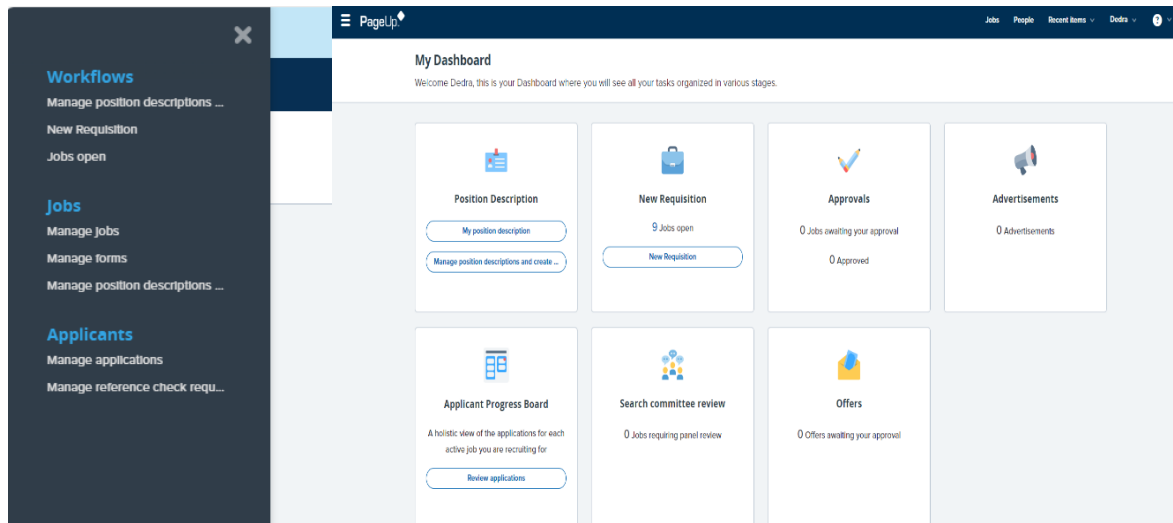 Workflows
Manage position descriptions ...
New Requisition
Jobs open
Jobs
Manage jobs
Manage forms
Manage position descriptions ...
Applicants
Manage applications
Manage reference check requ...
PageUp
Jobs People Recent items Dedra ?
My Dashboard
Welcome Dedra, this is your Dashboard where you will see all your tasks organized in various stages.
Position Description
My position description
Manage position descriptions and create ...
New Requisition
9 Jobs open
New Requisition
Approvals
0 Jobs awaiting your approval
0 Approved
Advertisements
0 Advertisements
Applicant Progress Board
A holistic view of the applications for each
active job you are recruiting for
Review applications
Search committee review
0 Jobs requiring panel review
Offers
0 Offers awaiting your approval